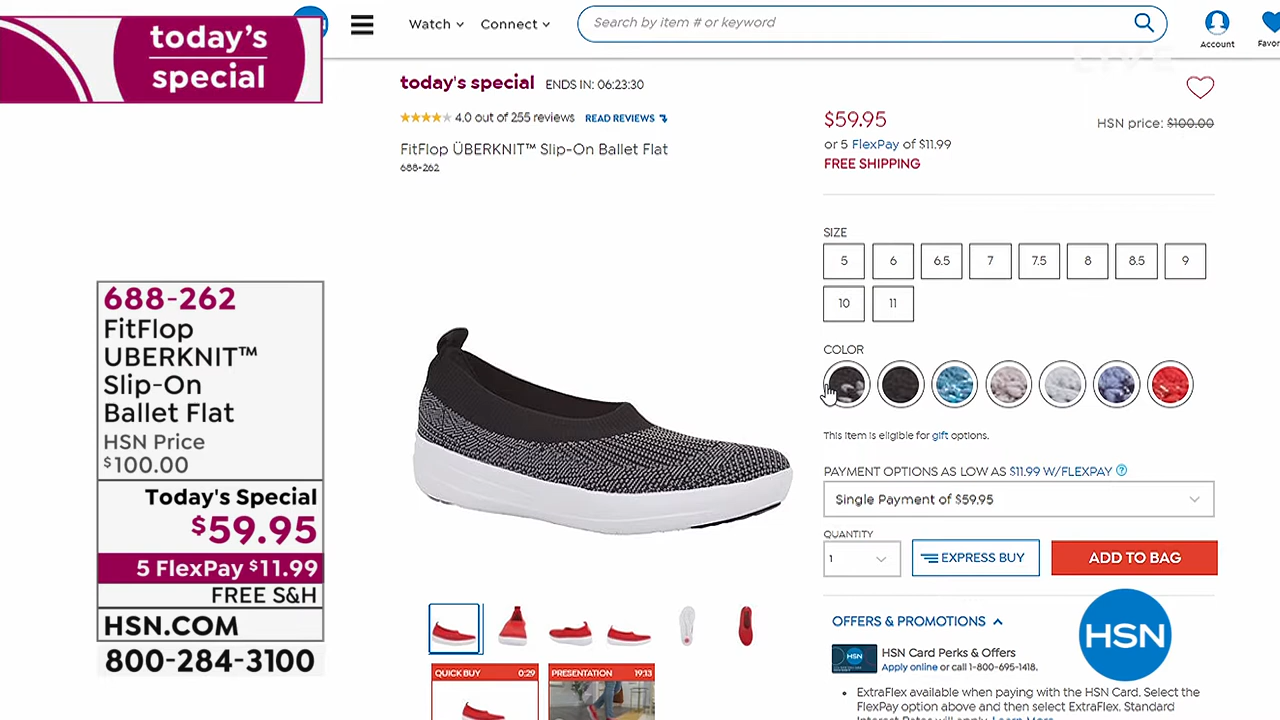 today's
special
Watch
Connect
Search by item # or keyword
Account
LIVE
today's special ENDS IN: 06:23:30
4.0 out of 255 reviews READ REVIEWS
FitFlop ÜBERKNIT™ Slip-On Ballet Flat
688-262
$59.95
HSN price: $100.00
or 5 FlexPay of $11.99
FREE SHIPPING
SIZE
5 6 6.5 7 7.5 8 8.5 9
10 11
COLOR
This item is eligible for gift options.
PAYMENT OPTIONS AS LOW AS $11.99 W/FLEXPAY ?
Single Payment of $59.95
QUANTITY
1
EXPRESS BUY
ADD TO BAG
OFFERS & PROMOTIONS
HSN
HSN Card Perks & Offers
Apply online or call 1-800-695-1418.
• ExtraFlex available when paying with the HSN Card. Select the
FlexPay option above and then select ExtraFlex. Standard
HSN
688-262
FitFlop
UBERKNIT™
Slip-On
Ballet Flat
HSN Price
$100.00
Today's Special
$59.95
5 FlexPay $11.99
FREE S&H
HSN.COM
800-284-3100
QUICK BUY 0:29
PRESENTATION 19:13